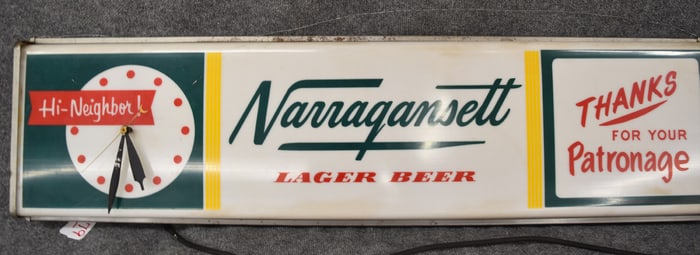 Hi-Neighbor!
Narragansett
LAGER BEER
THANKS
FOR YOUR
Patronage